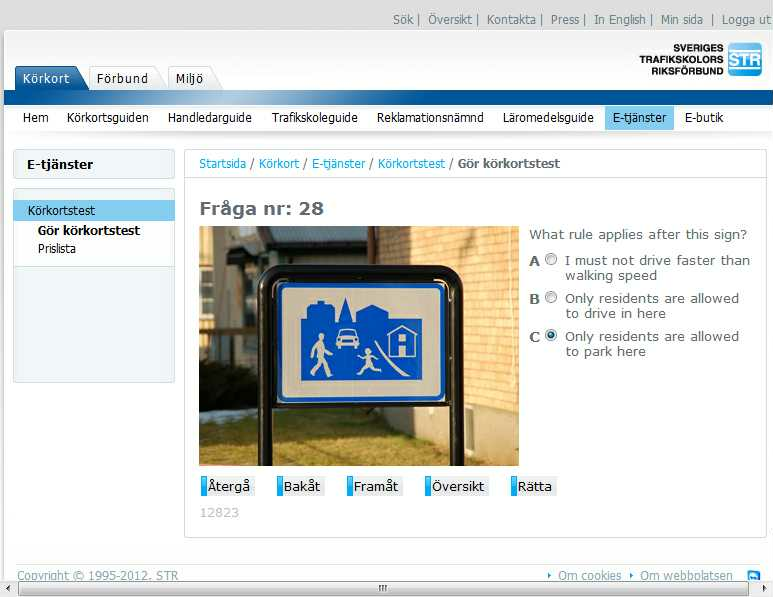 Sök | Översikt | Kontakta | Press | In English | Min sida | Logga ut
SVERIGES
TRAFIKSKOLORS
RIKSFÖRBUND
STR
Körkort Förbund Miljö
Hem Körkortsguiden Handledarguide Trafikskoleguide Reklamationsnämnd Läromedelsguide E-tjänster E-butik
E-tjänster
Körkortstest
Gör körkortstest
Prislista
Startsida / Körkort / E-tjänster / Körkortstest / Gör körkortstest
Fråga nr: 28
What rule applies after this sign?
A I must not drive faster than
walking speed
B Only residents are allowed
to drive in here
C Only residents are allowed
to park here
Återgå Bakåt Framåt Översikt Rätta
12823
Copyright © 1995-2012, STR Om cookies Om webbplatsen